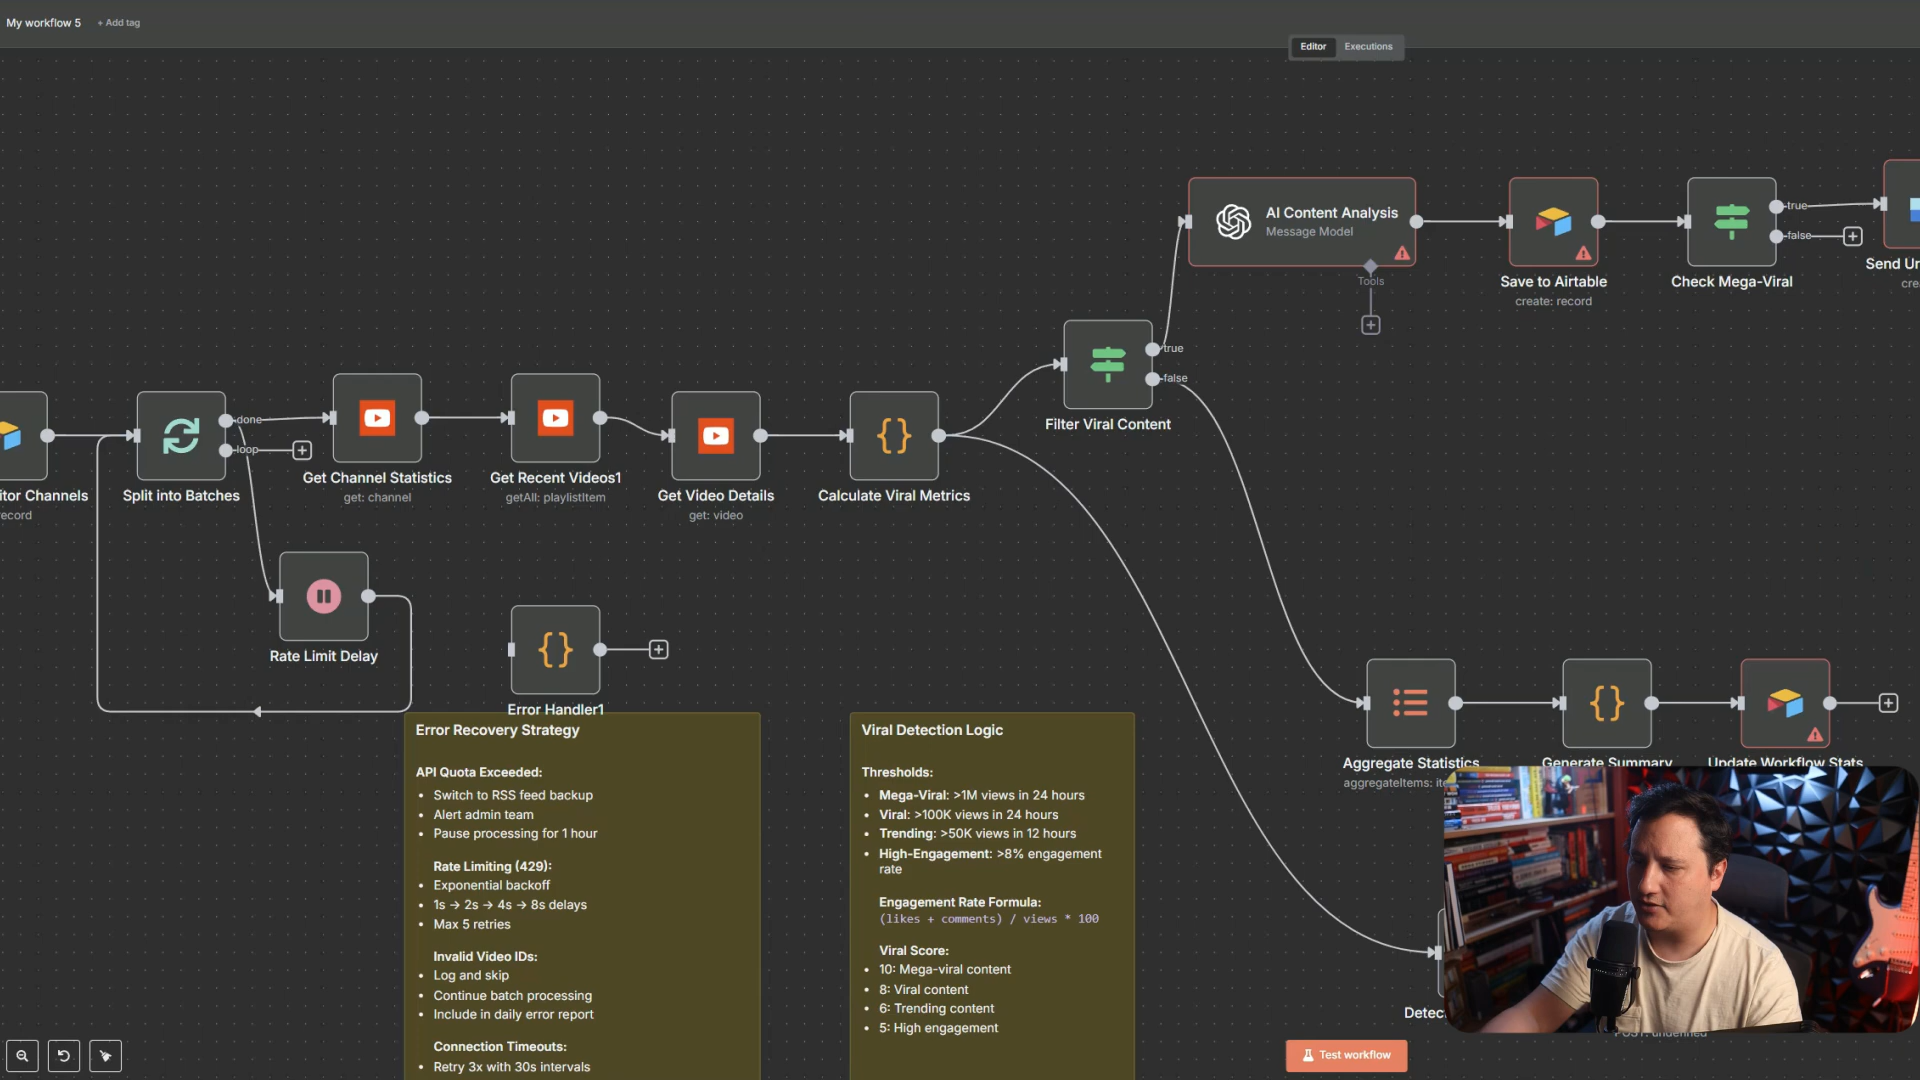 My workflow 5
+ Add tag
Editor
Executions
AI Content Analysis
Message Model
Tools
Save to Airtable
create: record
true
false
Check Mega-Viral
Send Ur
cre
true
false
Filter Viral Content
itor Channels
ecord
done
loop
Split into Batches
Get Channel Statistics
get: channel
Get Recent Videos1
getAll: playlistItem
Get Video Details
get: video
Calculate Viral Metrics
Rate Limit Delay
Error Handler1
Error Recovery Strategy
API Quota Exceeded:
• Switch to RSS feed backup
• Alert admin team
• Pause processing for 1 hour
Rate Limiting (429):
• Exponential backoff
• 1s → 2s → 4s → 8s delays
• Max 5 retries
Invalid Video IDs:
• Log and skip
• Continue batch processing
• Include in daily error report
Connection Timeouts:
• Retry 3x with 30s intervals
Viral Detection Logic
Thresholds:
• Mega-Viral: >1M views in 24 hours
• Viral: >100K views in 24 hours
• Trending: >50K views in 12 hours
• High-Engagement: >8% engagement
rate
Engagement Rate Formula:
(likes + comments) / views * 100
Viral Score:
• 10: Mega-viral content
• 8: Viral content
• 6: Trending content
• 5: High engagement
Aggregate Statistics
aggregateItems: it
Generate Summary
Update Workflow Stats
Detec
POST: undefined
Test workflow